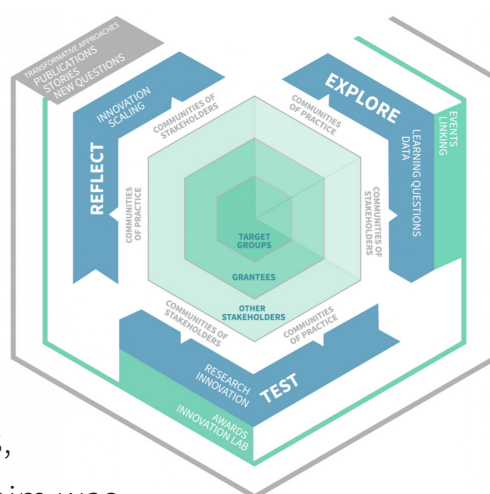 TRANSFORMATIVE APPROACHES
PUBLICATIONS
STORIES
NEW QUESTIONS
INNOVATION
SCALING
REFLECT
COMMUNITIES OF
STAKEHOLDERS
COMMUNITIES
OF PRACTICE
COMMUNITIES
OF PRACTICE
EXPLORE
LEARNING QUESTIONS
DATA
EVENTS
LINKING
COMMUNITIES OF
STAKEHOLDERS
TARGET
GROUPS
GRANTEES
OTHER
STAKEHOLDERS
COMMUNITIES OF
STAKEHOLDERS
COMMUNITIES
OF PRACTICE
RESEARCH
INNOVATION
TEST
AWARDS
INNOVATION LAB